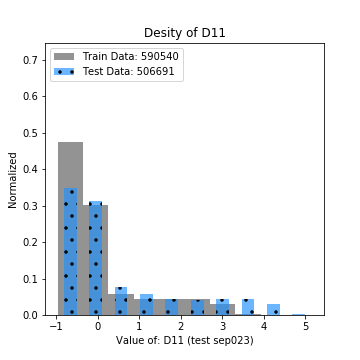 Desity of D11
Train Data: 590540
Test Data: 506691
Normalized
0.7
0.6
0.5
0.4
0.3
0.2
0.1
0.0
−1 0 1 2 3 4 5
Value of: D11 (test sep023)